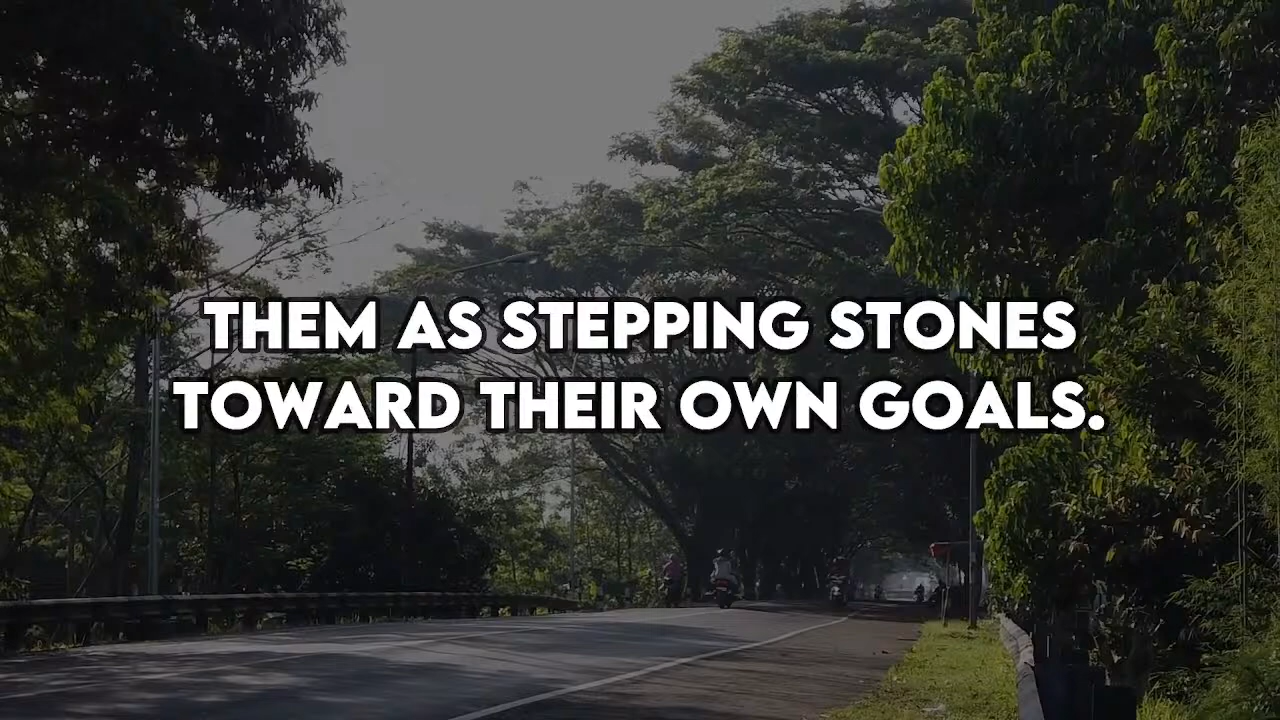 THEM AS STEPPING STONES
TOWARD THEIR OWN GOALS.